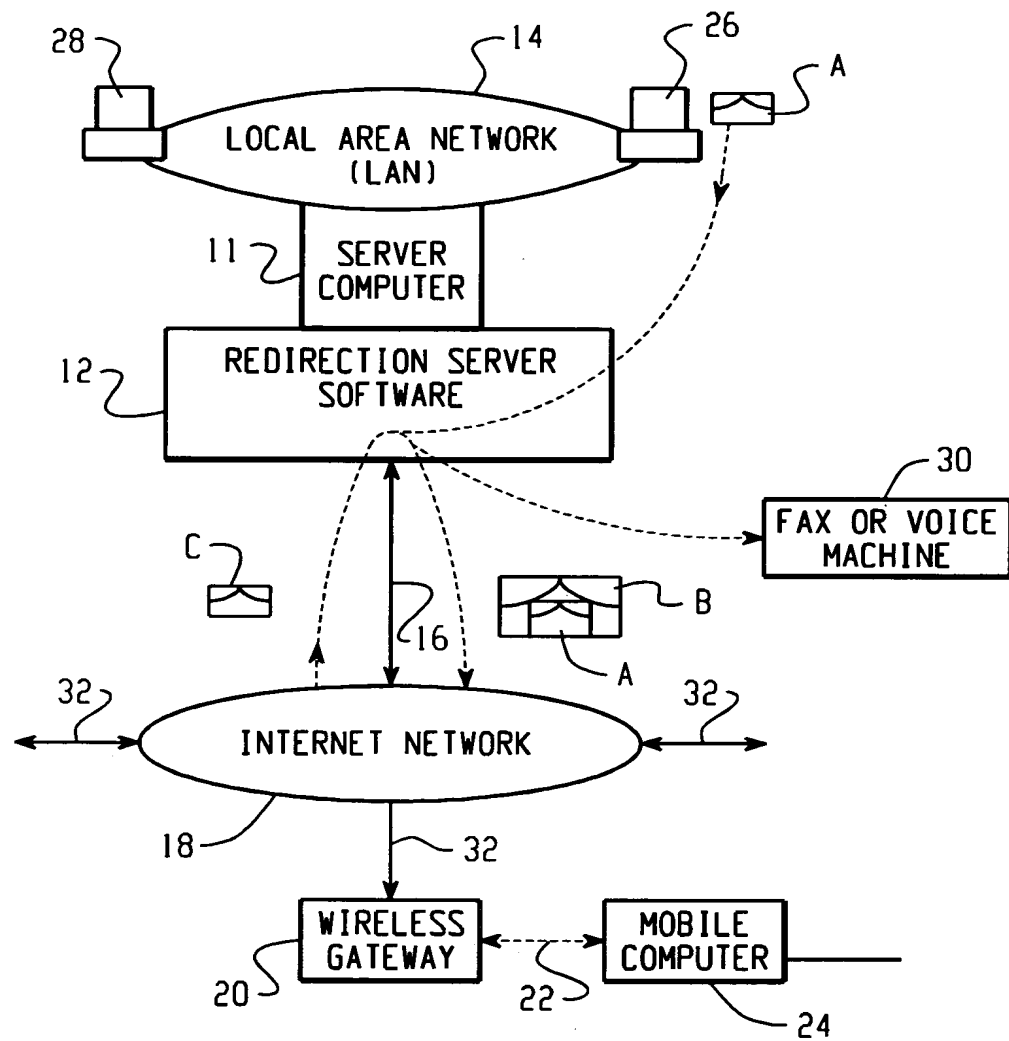 28
14
26
A
LOCAL AREA NETWORK
(LAN)
11
SERVER
COMPUTER
12
REDIRECTION SERVER
SOFTWARE
30
FAX OR VOICE
MACHINE
C
B
16
A
32
32
INTERNET NETWORK
18
32
WIRELESS
GATEWAY
MOBILE
COMPUTER
20
22
24